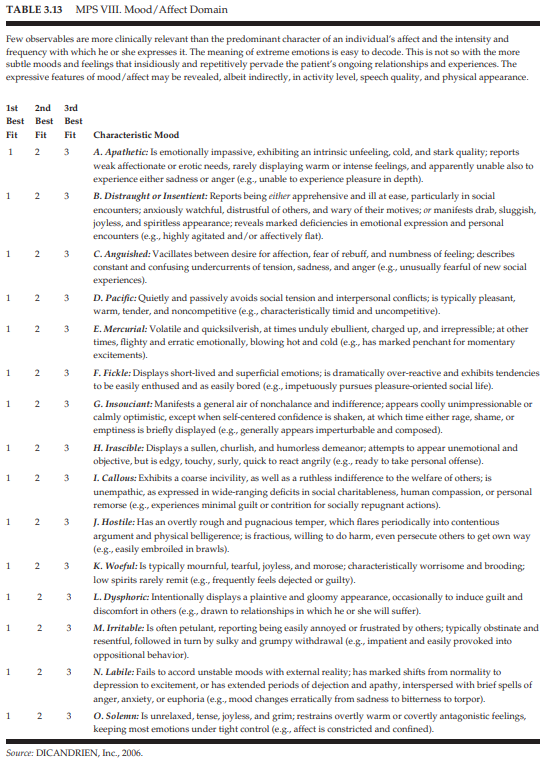 TABLE 3.13 MPS VIII. Mood/Affect Domain
Few observables are more clinically relevant than the predominant character of an individual's affect and the intensity and
frequency with which he or she expresses it. The meaning of extreme emotions is easy to decode. This is not so with the more
subtle moods and feelings that insidiously and repetitively pervade the patient's ongoing relationships and experiences. The
expressive features of mood/affect may be revealed, albeit indirectly, in activity level, speech quality, and physical appearance.
1st 2nd 3rd
Best Best Best
Fit Fit Fit Characteristic Mood
1 2 3 A. Apathetic: Is emotionally impassive, exhibiting an intrinsic unfeeling, cold, and stark quality; reports
weak affectionate or erotic needs, rarely displaying warm or intense feelings, and apparently unable also to
experience either sadness or anger (e.g., unable to experience pleasure in depth).
1 2 3 B. Distraught or Insentient: Reports being either apprehensive and ill at ease, particularly in social
encounters; anxiously watchful, distrustful of others, and wary of their motives; or manifests drab, sluggish,
joyless, and spiritless appearance; reveals marked deficiencies in emotional expression and personal
encounters (e.g., highly agitated and/or affectively flat).
1 2 3 C. Anguished: Vacillates between desire for affection, fear of rebuff, and numbness of feeling; describes
constant and confusing undercurrents of tension, sadness, and anger (e.g., unusually fearful of new social
experiences).
1 2 3 D. Pacific: Quietly and passively avoids social tension and interpersonal conflicts; is typically pleasant,
warm, tender, and noncompetitive (e.g., characteristically timid and uncompetitive).
1 2 3 E. Mercurial: Volatile and quicksilverish, at times unduly ebullient, charged up, and irrepressible; at other
times, flighty and erratic emotionally, blowing hot and cold (e.g., has marked penchant for momentary
excitements).
1 2 3 F. Fickle: Displays short-lived and superficial emotions; is dramatically over-reactive and exhibits tendencies
to be easily enthused and as easily bored (e.g., impetuously pursues pleasure-oriented social life).
1 2 3 G. Insouciant: Manifests a general air of nonchalance and indifference; appears coolly unimpressionable or
calmly optimistic, except when self-centered confidence is shaken, at which time either rage, shame, or
emptiness is briefly displayed (e.g., generally appears imperturbable and composed).
1 2 3 H. Irascible: Displays a sullen, churlish, and humorless demeanor; attempts to appear unemotional and
objective, but is edgy, touchy, surly, quick to react angrily (e.g., ready to take personal offense).
1 2 3 I. Callous: Exhibits a coarse incivility, as well as a ruthless indifference to the welfare of others; is
unempathic, as expressed in wide-ranging deficits in social charitableness, human compassion, or personal
remorse (e.g., experiences minimal guilt or contrition for socially repugnant actions).
1 2 3 J. Hostile: Has an overtly rough and pugnacious temper, which flares periodically into contentious
argument and physical belligerence; is fractious, willing to do harm, even persecute others to get own way
(e.g., easily embroiled in brawls).
1 2 3 K. Woeful: Is typically mournful, tearful, joyless, and morose; characteristically worrisome and brooding;
low spirits rarely remit (e.g., frequently feels dejected or guilty).
1 2 3 L. Dysphoric: Intentionally displays a plaintive and gloomy appearance, occasionally to induce guilt and
discomfort in others (e.g., drawn to relationships in which he or she will suffer).
1 2 3 M. Irritable: Is often petulant, reporting being easily annoyed or frustrated by others; typically obstinate and
resentful, followed in turn by sulky and grumpy withdrawal (e.g., impatient and easily provoked into
oppositional behavior).
1 2 3 N. Labile: Fails to accord unstable moods with external reality; has marked shifts from normality to
depression to excitement, or has extended periods of dejection and apathy, interspersed with brief spells of
anger, anxiety, or euphoria (e.g., mood changes erratically from sadness to bitterness to torpor).
1 2 3 O. Solemn: Is unrelaxed, tense, joyless, and grim; restrains overtly warm or covertly antagonistic feelings,
keeping most emotions under tight control (e.g., affect is constricted and confined).
Source: DICANDRIEN, Inc., 2006.